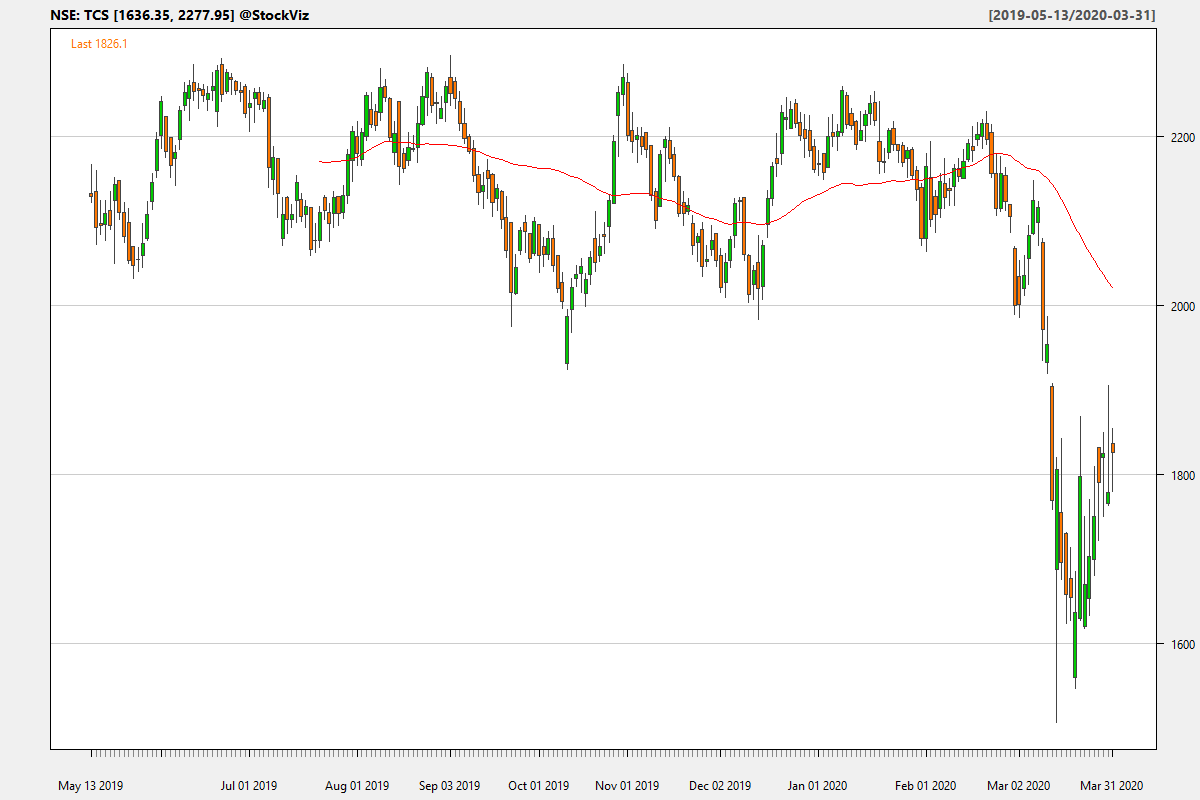 NSE: TCS [1636.35, 2277.95] @StockViz
[2019-05-13/2020-03-31]
Last 1826.1
2200
2000
1800
1600
May 13 2019
Jul 01 2019
Aug 01 2019
Sep 03 2019
Oct 01 2019
Nov 01 2019
Dec 02 2019
Jan 01 2020
Feb 01 2020
Mar 02 2020
Mar 31 2020